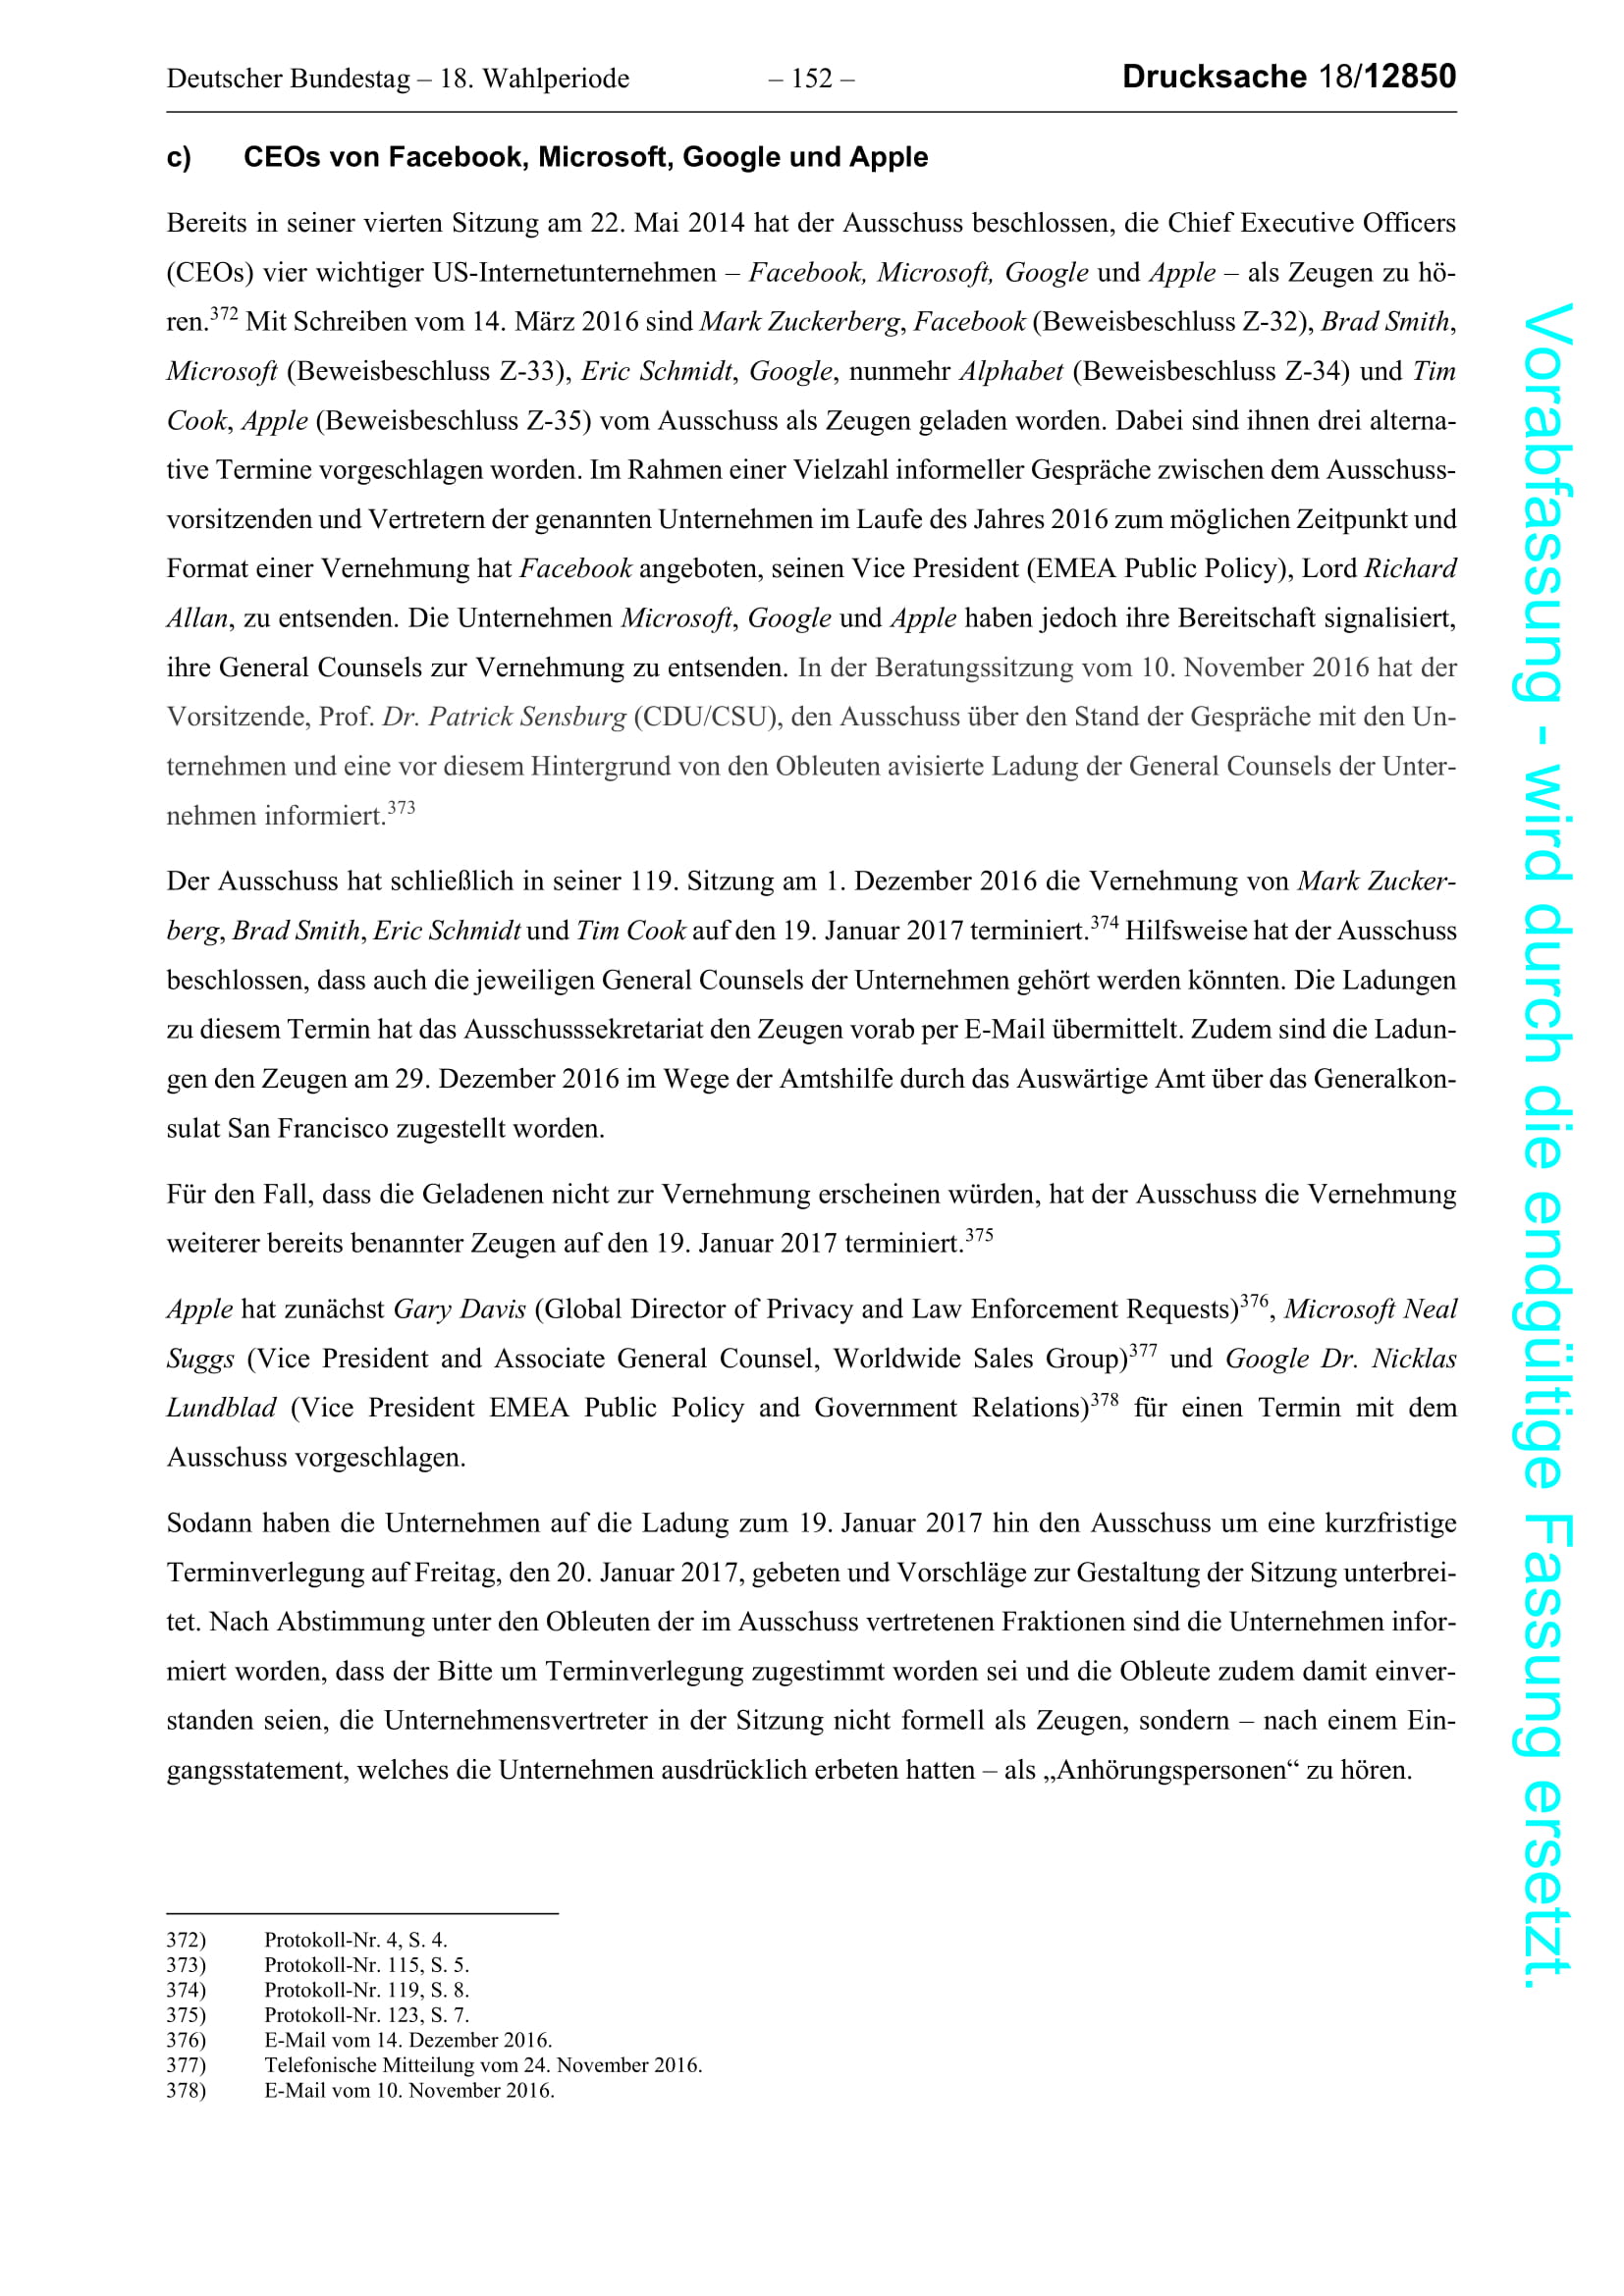 Deutscher Bundestag – 18. Wahlperiode – 152 – Drucksache 18/12850
c) CEOs von Facebook, Microsoft, Google und Apple
Bereits in seiner vierten Sitzung am 22. Mai 2014 hat der Ausschuss beschlossen, die Chief Executive Officers
(CEOs) vier wichtiger US-Internetunternehmen – Facebook, Microsoft, Google und Apple – als Zeugen zu hö-
ren.372 Mit Schreiben vom 14. März 2016 sind Mark Zuckerberg, Facebook (Beweisbeschluss Z-32), Brad Smith,
Microsoft (Beweisbeschluss Z-33), Eric Schmidt, Google, nunmehr Alphabet (Beweisbeschluss Z-34) und Tim
Cook, Apple (Beweisbeschluss Z-35) vom Ausschuss als Zeugen geladen worden. Dabei sind ihnen drei alterna-
tive Termine vorgeschlagen worden. Im Rahmen einer Vielzahl informeller Gespräche zwischen dem Ausschuss-
vorsitzenden und Vertretern der genannten Unternehmen im Laufe des Jahres 2016 zum möglichen Zeitpunkt und
Format einer Vernehmung hat Facebook angeboten, seinen Vice President (EMEA Public Policy), Lord Richard
Allan, zu entsenden. Die Unternehmen Microsoft, Google und Apple haben jedoch ihre Bereitschaft signalisiert,
ihre General Counsels zur Vernehmung zu entsenden. In der Beratungssitzung vom 10. November 2016 hat der
Vorsitzende, Prof. Dr. Patrick Sensburg (CDU/CSU), den Ausschuss über den Stand der Gespräche mit den Un-
ternehmen und eine vor diesem Hintergrund von den Obleuten avisierte Ladung der General Counsels der Unter-
nehmen informiert.373
Der Ausschuss hat schließlich in seiner 119. Sitzung am 1. Dezember 2016 die Vernehmung von Mark Zucker-
berg, Brad Smith, Eric Schmidt und Tim Cook auf den 19. Januar 2017 terminiert.374 Hilfsweise hat der Ausschuss
beschlossen, dass auch die jeweiligen General Counsels der Unternehmen gehört werden könnten. Die Ladungen
zu diesem Termin hat das Ausschusssekretariat den Zeugen vorab per E-Mail übermittelt. Zudem sind die Ladun-
gen den Zeugen am 29. Dezember 2016 im Wege der Amtshilfe durch das Auswärtige Amt über das Generalkon-
sulat San Francisco zugestellt worden.
Für den Fall, dass die Geladenen nicht zur Vernehmung erscheinen würden, hat der Ausschuss die Vernehmung
weiterer bereits benannter Zeugen auf den 19. Januar 2017 terminiert.375
Apple hat zunächst Gary Davis (Global Director of Privacy and Law Enforcement Requests)376, Microsoft Neal
Suggs (Vice President and Associate General Counsel, Worldwide Sales Group)377 und Google Dr. Nicklas
Lundblad (Vice President EMEA Public Policy and Government Relations)378 für einen Termin mit dem
Ausschuss vorgeschlagen.
Sodann haben die Unternehmen auf die Ladung zum 19. Januar 2017 hin den Ausschuss um eine kurzfristige
Terminverlegung auf Freitag, den 20. Januar 2017, gebeten und Vorschläge zur Gestaltung der Sitzung unterbrei-
tet. Nach Abstimmung unter den Obleuten der im Ausschuss vertretenen Fraktionen sind die Unternehmen infor-
miert worden, dass der Bitte um Terminverlegung zugestimmt worden sei und die Obleute zudem damit einver-
standen seien, die Unternehmensvertreter in der Sitzung nicht formell als Zeugen, sondern – nach einem Ein-
gangsstatement, welches die Unternehmen ausdrücklich erbeten hatten – als „Anhörungspersonen“ zu hören.
372) Protokoll-Nr. 4, S. 4.
373) Protokoll-Nr. 115, S. 5.
374) Protokoll-Nr. 119, S. 8.
375) Protokoll-Nr. 123, S. 7.
376) E-Mail vom 14. Dezember 2016.
377) Telefonische Mitteilung vom 24. November 2016.
378) E-Mail vom 10. November 2016.
Vorabfassung - wird durch die endgültige Fassung ersetzt.